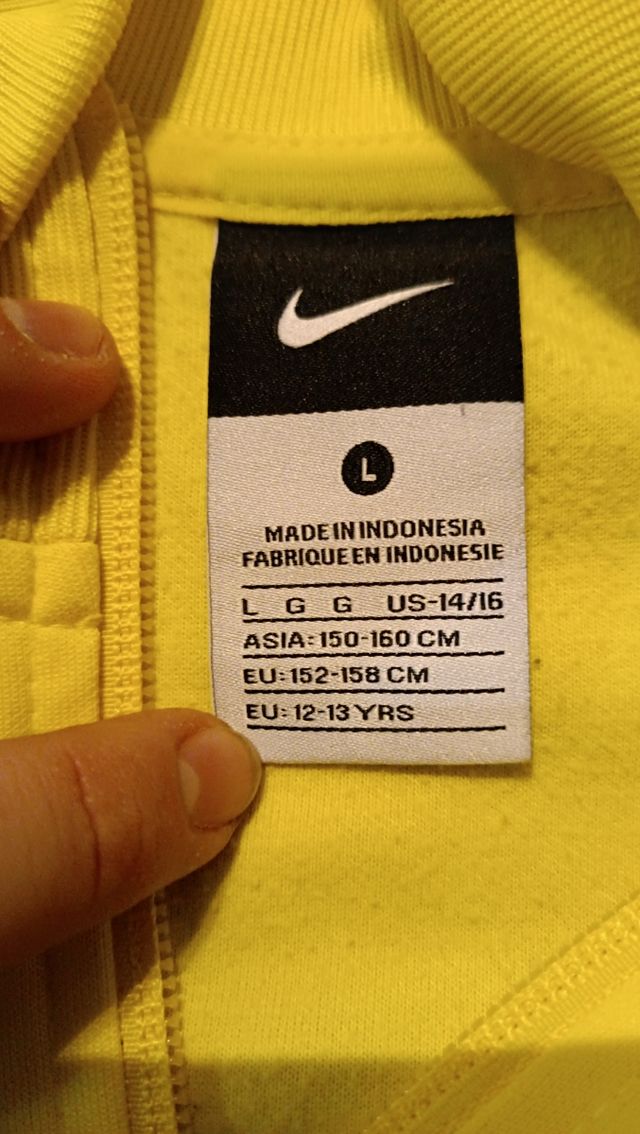 L
MADE IN INDONESIA
FABRIQUE EN INDONESIE
L G G US-14/16
ASIA: 150-160 CM
EU: 152-158 CM
EU: 12-13 YRS